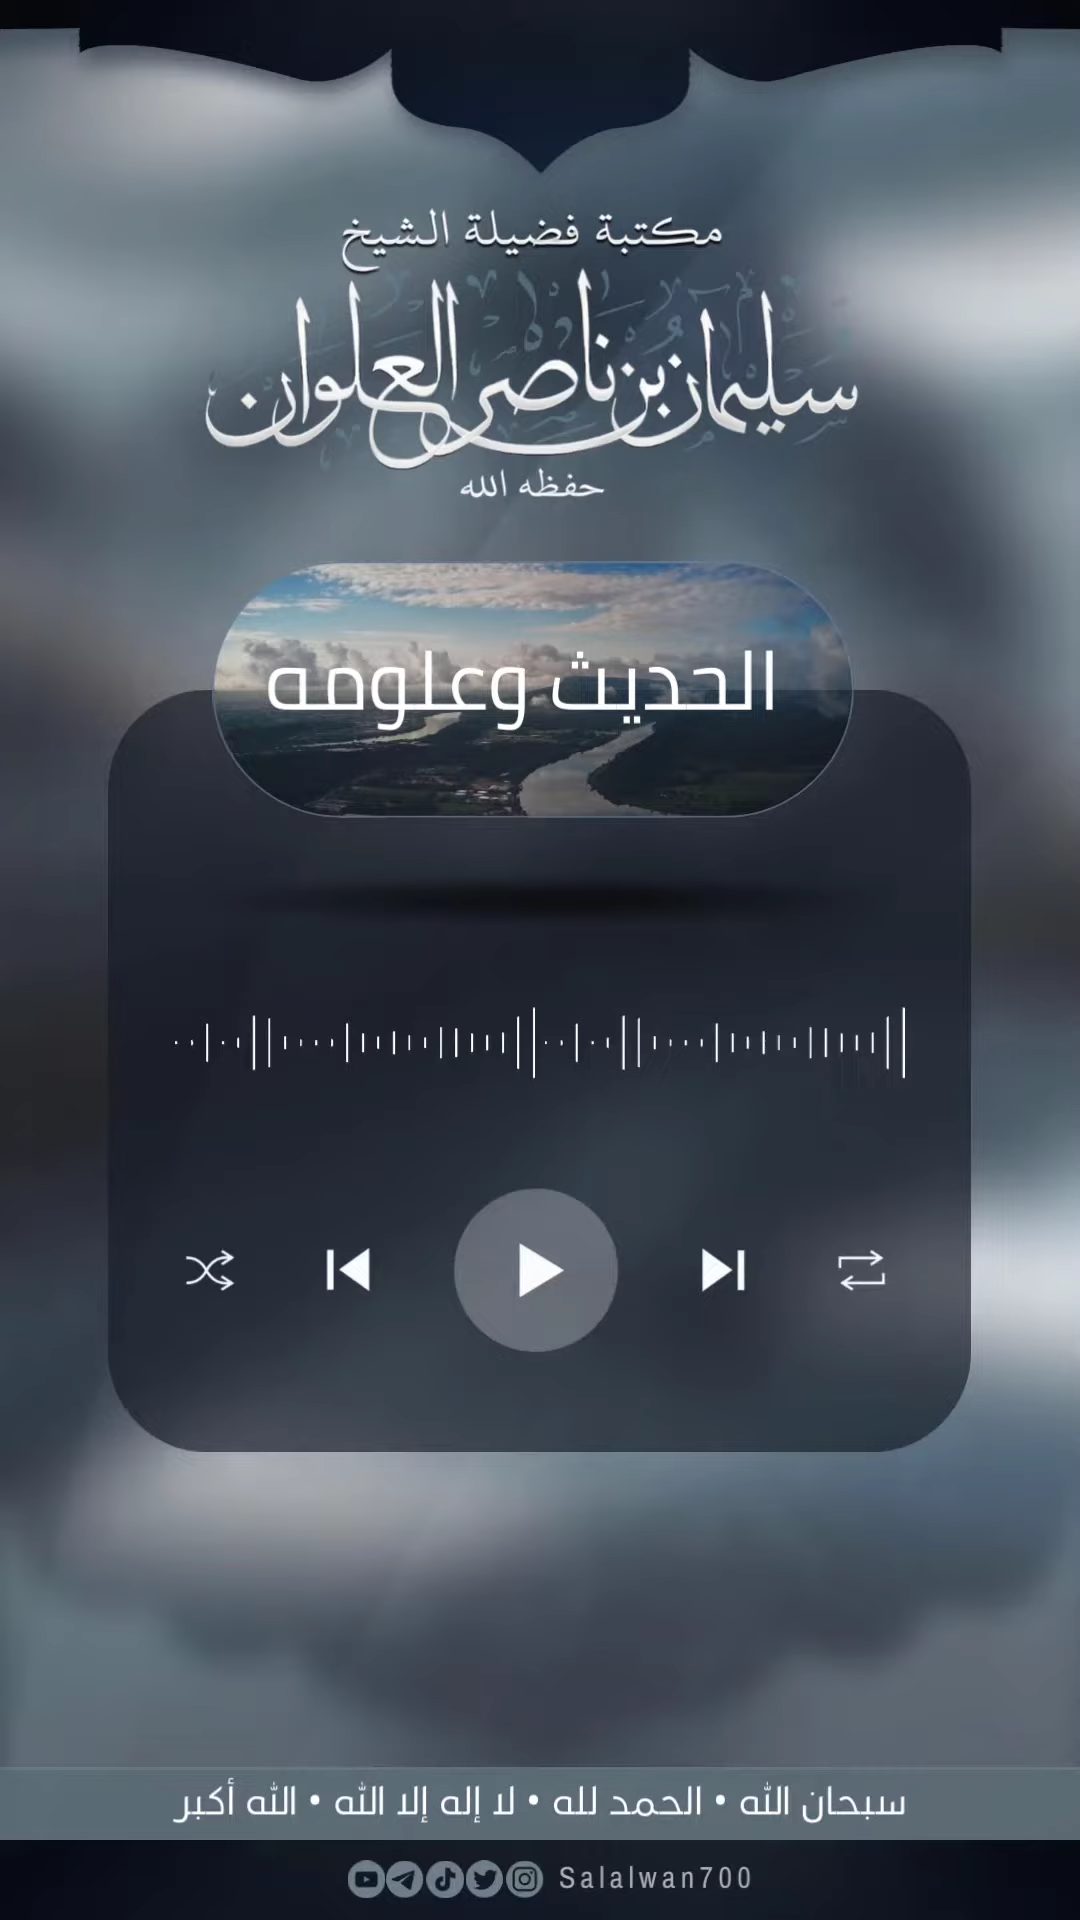 مكتبة فضيلة الشيخ
سليمان بن ناصر العلوان
حفظه الله
الحديث وعلومه
سبحان الله • الحمد لله • لا إله إلا الله • الله أكبر
Salalwan700